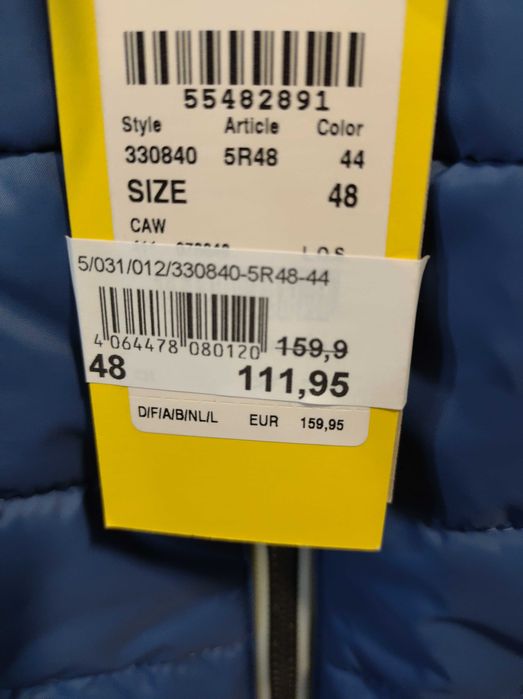 55482891
Style Article Color
330840 5R48 44
SIZE 48
CAW
5/031/012/330840-5R48-44
4 064478 080120 159,9
48 111,95
D/F/A/B/NL/L EUR 159,95